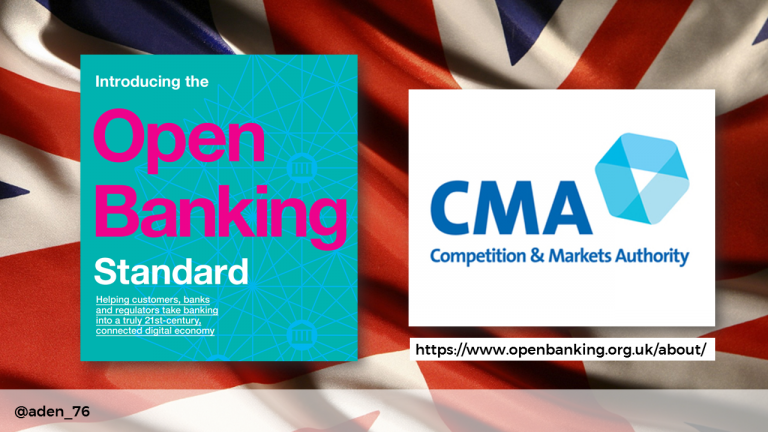 Introducing the
Open
Banking
Standard
Helping customers, banks
and regulators take banking
into a truly 21st-century,
connected digital economy
CMA
Competition & Markets Authority
https://www.openbanking.org.uk/about/
@aden_76